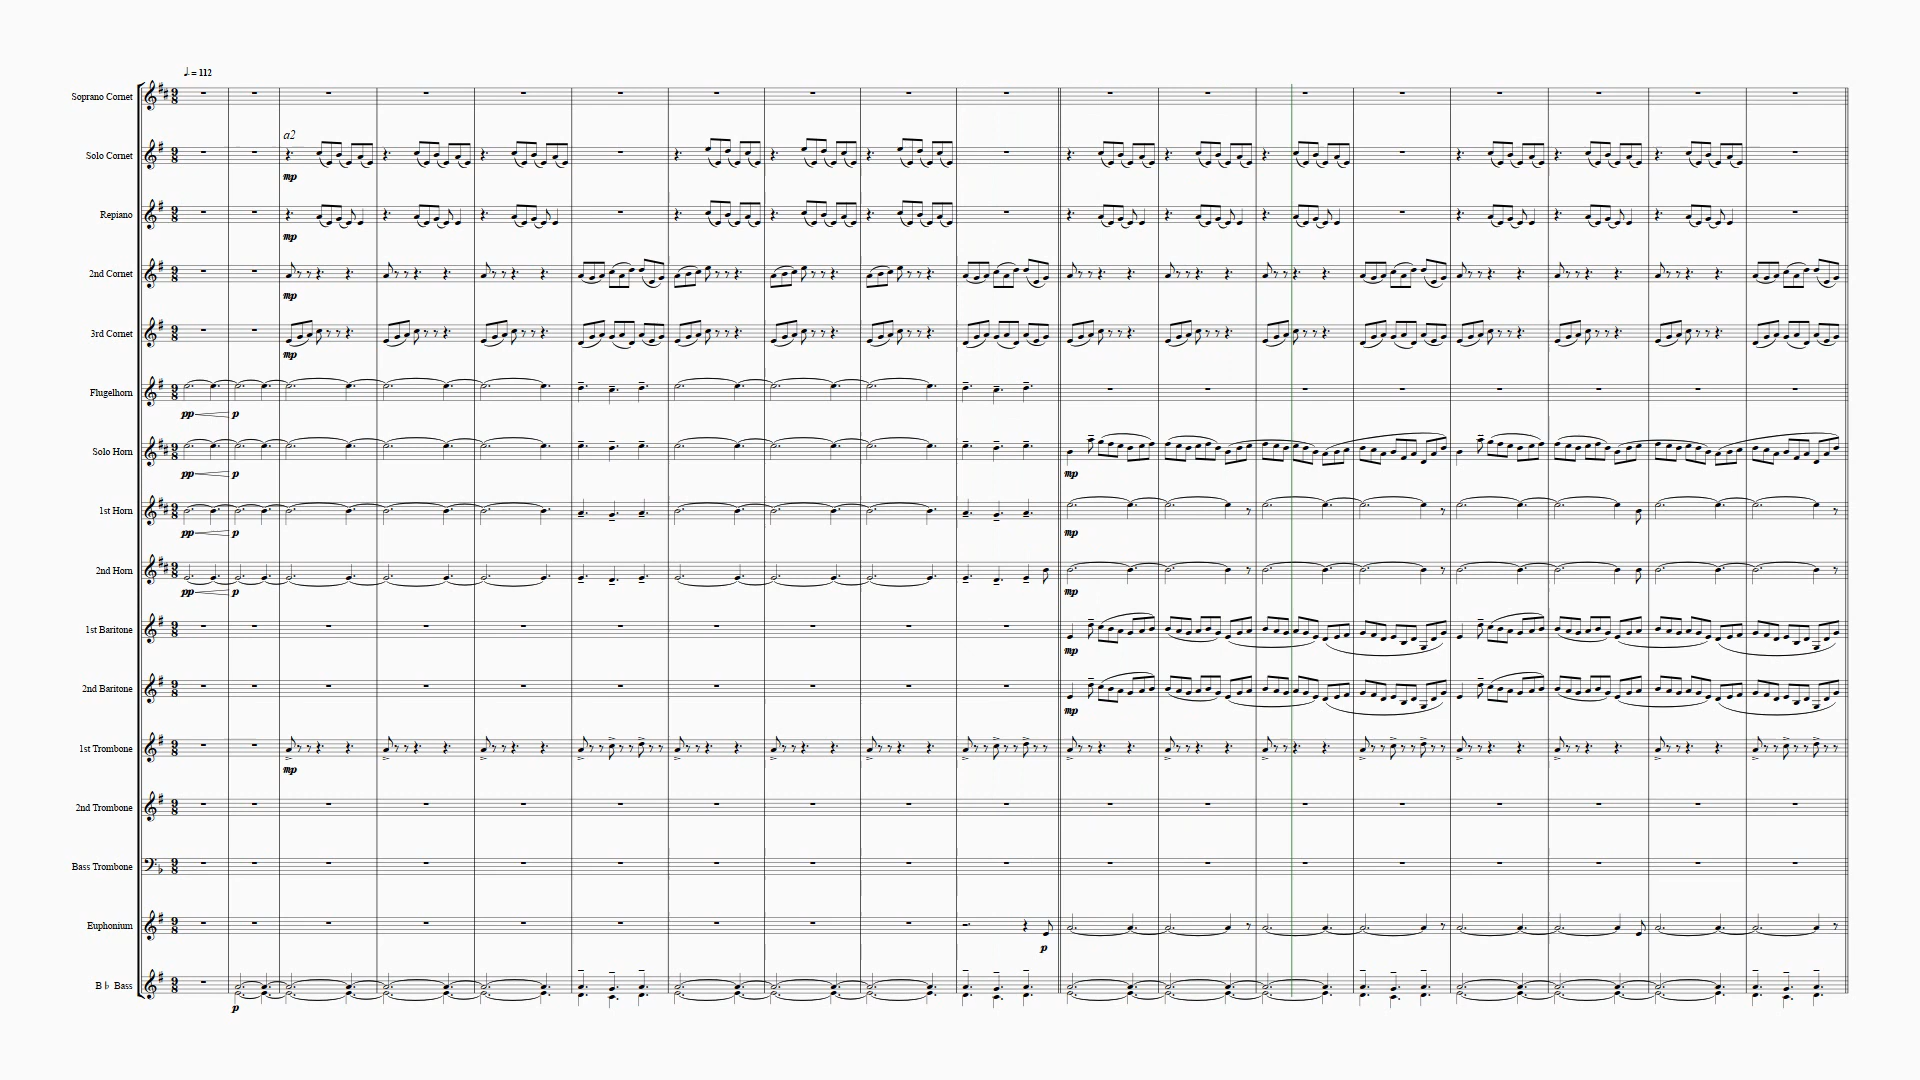 ♩ = 112
Soprano Cornet
a2
Solo Cornet
mp
Repiano
mp
2nd Cornet
mp
3rd Cornet
mp
Flugelhorn
pp p
Solo Horn
pp p mp
1st Horn
pp p mp
2nd Horn
pp p mp
1st Baritone
mp
2nd Baritone
mp
1st Trombone
mp
2nd Trombone
Bass Trombone
Euphonium
p
B♭ Bass
p